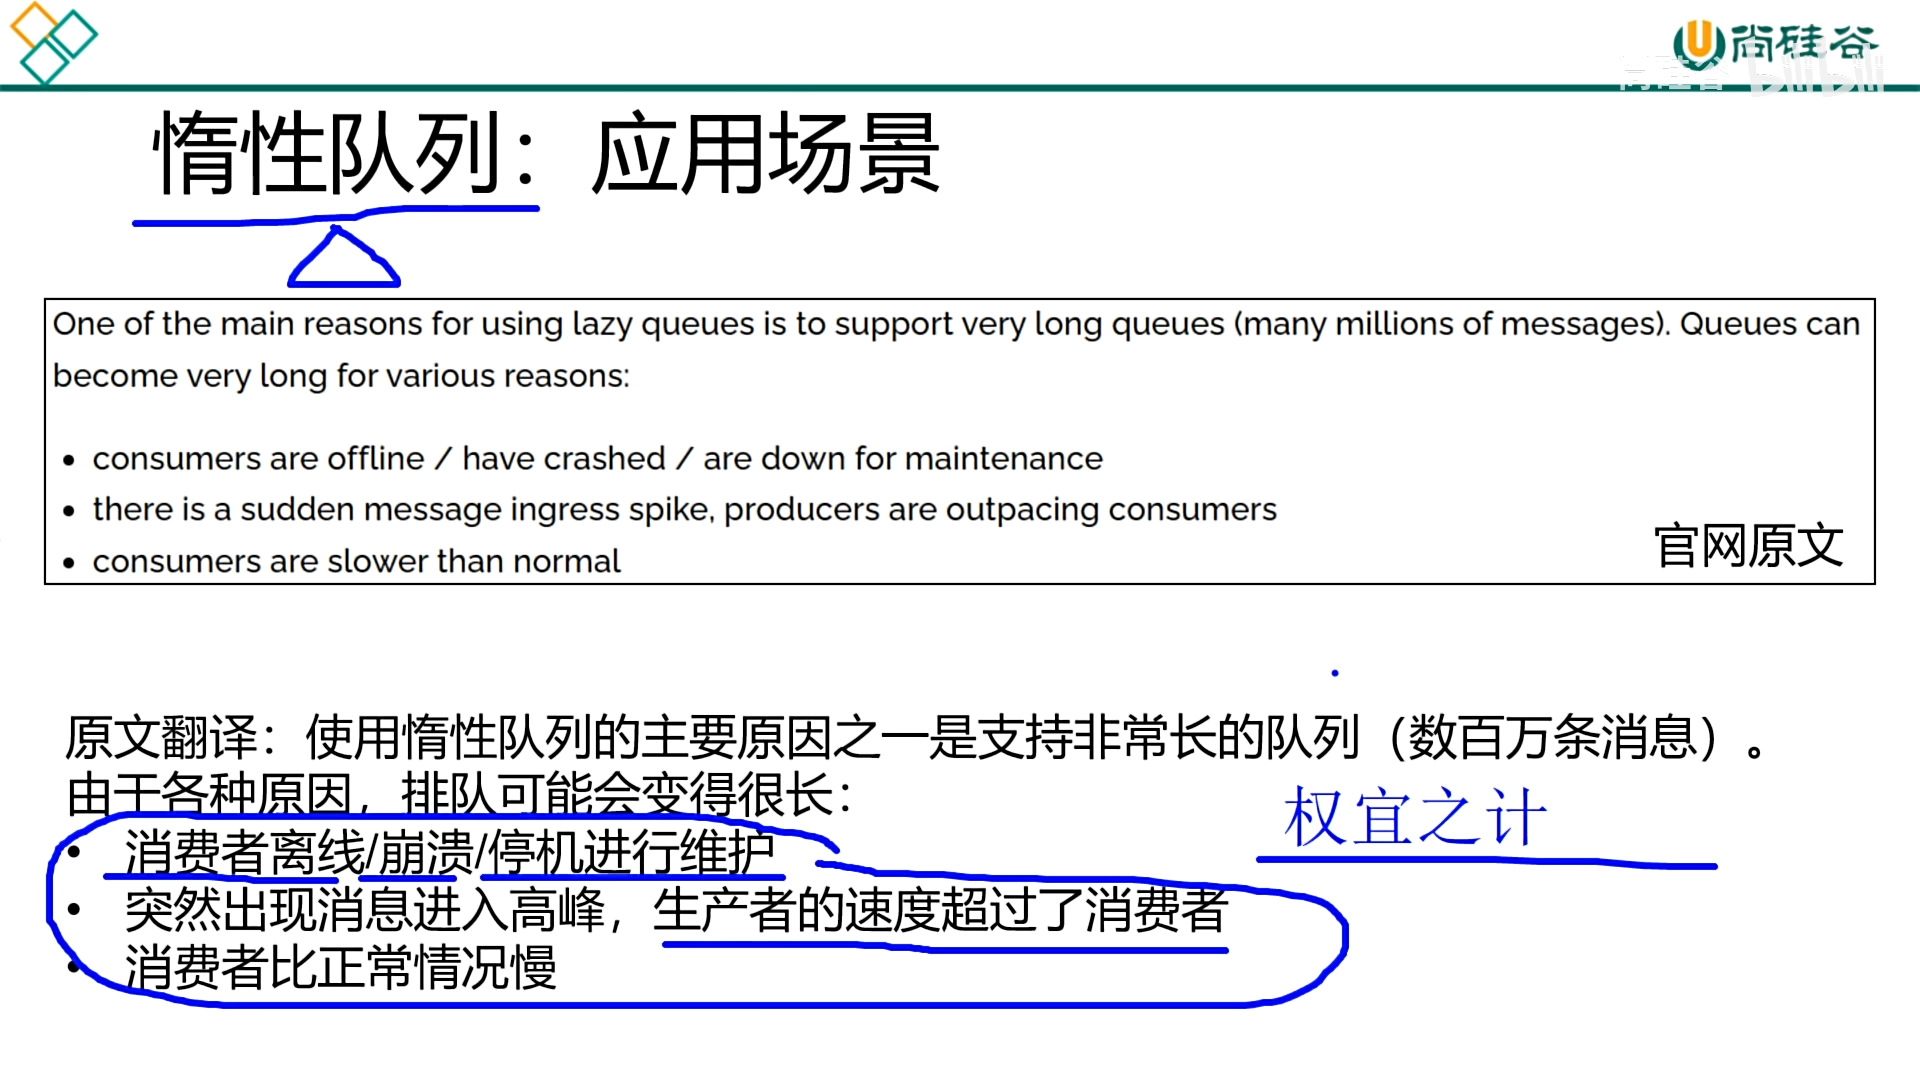 尚硅谷
惰性队列：应用场景
One of the main reasons for using lazy queues is to support very long queues (many millions of messages). Queues can
become very long for various reasons:
• consumers are offline / have crashed / are down for maintenance
• there is a sudden message ingress spike, producers are outpacing consumers
• consumers are slower than normal
官网原文
原文翻译：使用惰性队列的主要原因之一是支持非常长的队列（数百万条消息）。
由于各种原因，排队可能会变得很长：
权宜之计
• 消费者离线/崩溃/停机进行维护
• 突然出现消息进入高峰，生产者的速度超过了消费者
• 消费者比正常情况慢